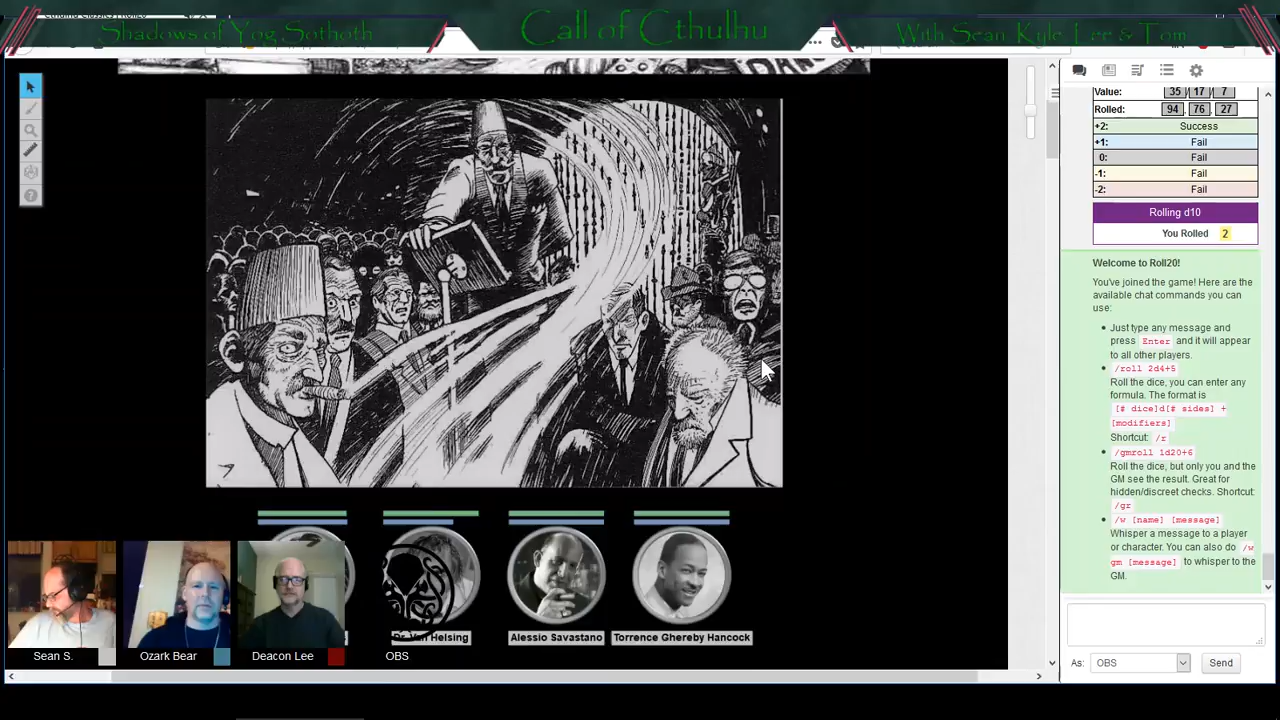 Shadows of Yog Sothoth
Call of Cthulhu
With Sean Kyle Lee & Tom
Value: 35 17 7
Rolled: 94 76 27
+2: Success
+1: Fail
0: Fail
-1: Fail
-2: Fail
Rolling d10
You Rolled 2
Welcome to Roll20!
You've joined the game! Here are the
available chat commands you can
use:
Just type any message and
press Enter and it will appear
to all other players.
/roll 2d4+5
Roll the dice, you can enter any
formula. The format is
[# dice]d[# sides] +
[modifiers]
Shortcut: /r
/gmroll 1d20+6
Roll the dice, but only you and the
GM see the result. Great for
hidden/discreet checks. Shortcut:
/gr
/w [name] [message]
Whisper a message to a player
or character. You can also do /w
gm [message] to whisper to the
GM.
Helsing
Alessio Savastano
Torrence Ghereby Hancock
Sean S.
Ozark Bear
Deacon Lee
OBS
As: OBS
Send